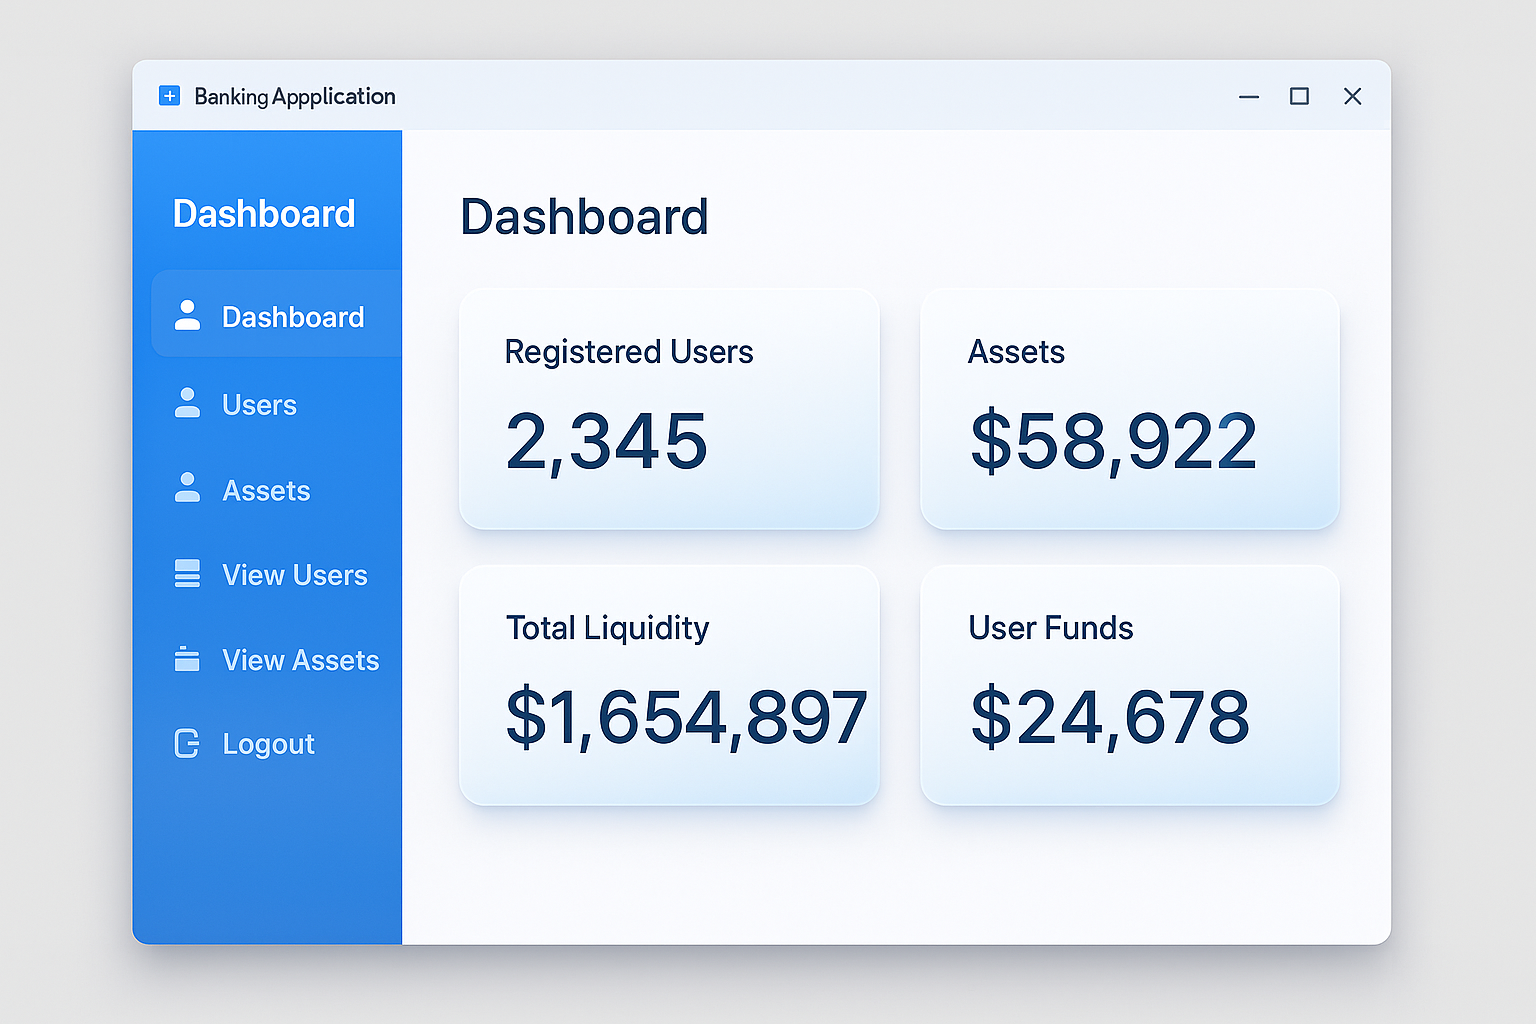 Banking Appplication
Dashboard
Dashboard
Users
Assets
View Users
View Assets
Logout
Dashboard
Registered Users
2,345
Assets
$58,922
Total Liquidity
$1,654,897
User Funds
$24,678